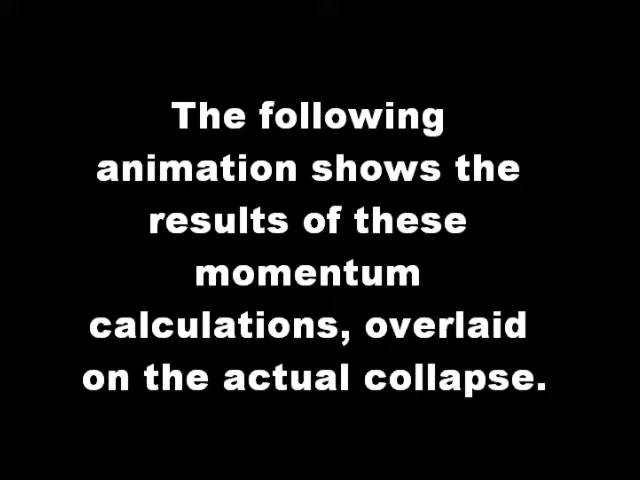 The following
animation shows the
results of these
momentum
calculations, overlaid
on the actual collapse.